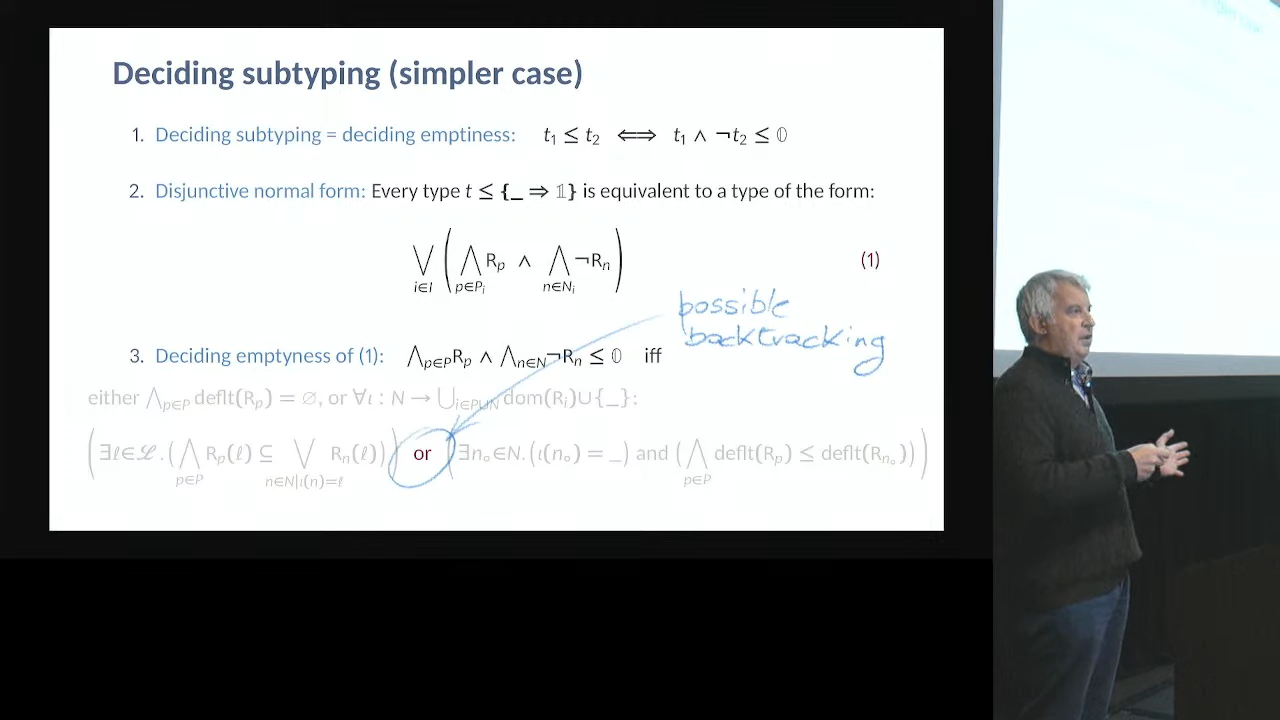 Deciding subtyping (simpler case)
1. Deciding subtyping = deciding emptiness: t₁ ≤ t₂ ⟺ t₁ ∧ ¬t₂ ≤ 𝟘
2. Disjunctive normal form: Every type t ≤ {_ ⇒ 𝟙} is equivalent to a type of the form:
⋁_{i∈I} ( ⋀_{p∈P_i} R_p ∧ ⋀_{n∈N_i} ¬R_n ) (1)
possible
backtracking
3. Deciding emptyness of (1): ⋀_{p∈P} R_p ∧ ⋀_{n∈N} ¬R_n ≤ 𝟘 iff
either ⋀_{p∈P} deflt(R_p) = ∅, or ∀ι : N → ⋃_{i∈P∪N} dom(R_i)∪{_}:
(∃ℓ∈ℒ.(⋀_{p∈P} R_p(ℓ) ⊆ ⋁_{n∈N|ι(n)=ℓ} R_n(ℓ))) or (∃n∘∈N.(ι(n∘) = _) and (⋀_{p∈P} deflt(R_p) ≤ deflt(R_{n∘})))